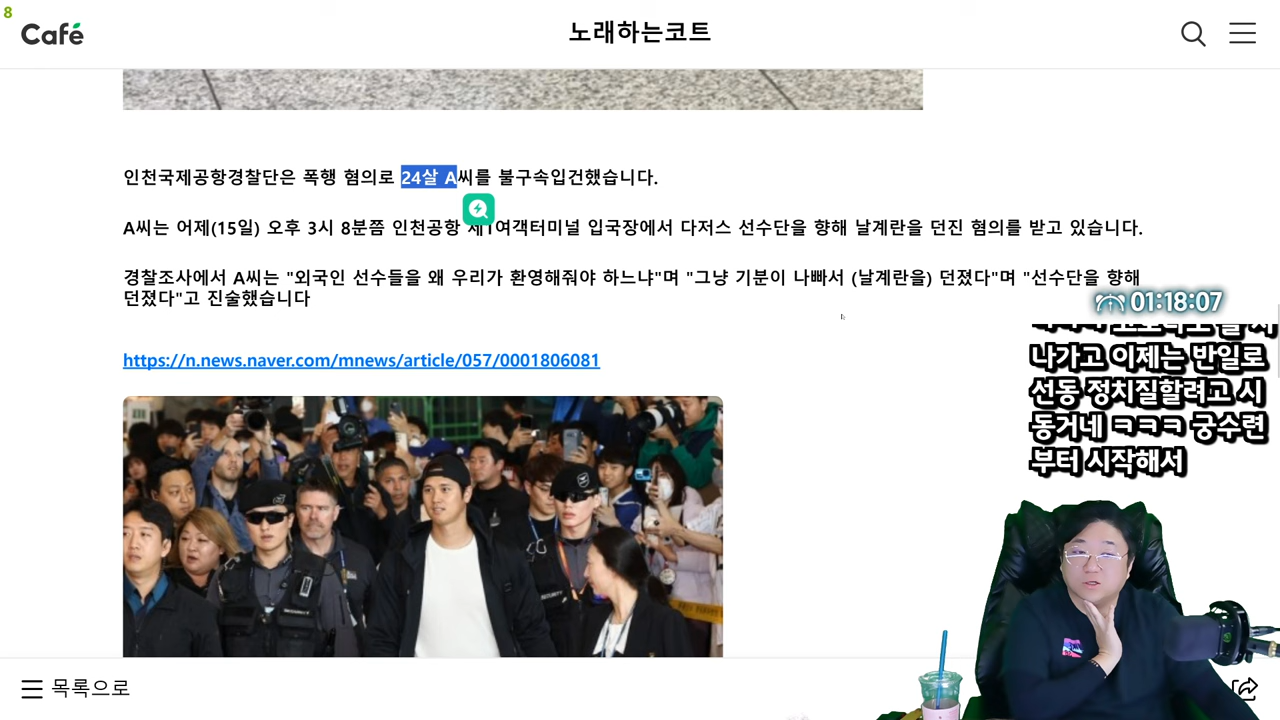 8
Café
노래하는코트
인천국제공항경찰단은 폭행 혐의로 24살 A씨를 불구속입건했습니다.
A씨는 어제(15일) 오후 3시 8분쯤 인천공항 제1여객터미널 입국장에서 다저스 선수단을 향해 날계란을 던진 혐의를 받고 있습니다.
경찰조사에서 A씨는 "외국인 선수들을 왜 우리가 환영해줘야 하느냐"며 "그냥 기분이 나빠서 (날계란을) 던졌다"며 "선수단을 향해
던졌다"고 진술했습니다
01:18:07
나가고 이제는 반일로
선동 정치질할려고 시
동거네 ㅋㅋㅋ 궁수련
부터 시작해서
https://n.news.naver.com/mnews/article/057/0001806081
SECURITY
목록으로